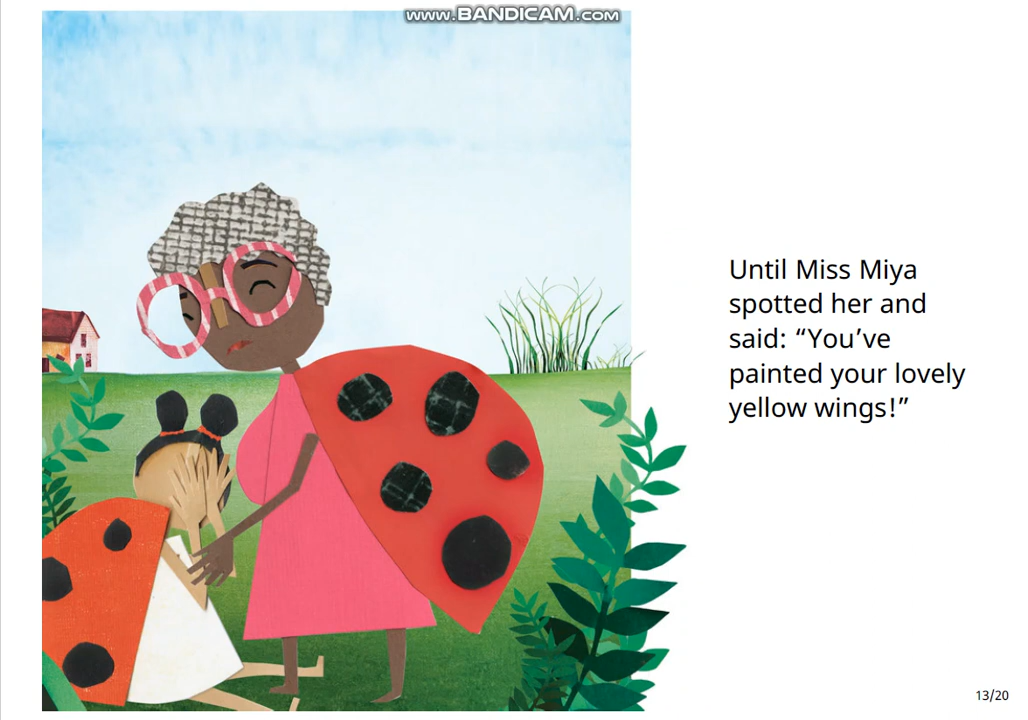 www.BANDICAM.com
Until Miss Miya
spotted her and
said: “You’ve
painted your lovely
yellow wings!”
13/20